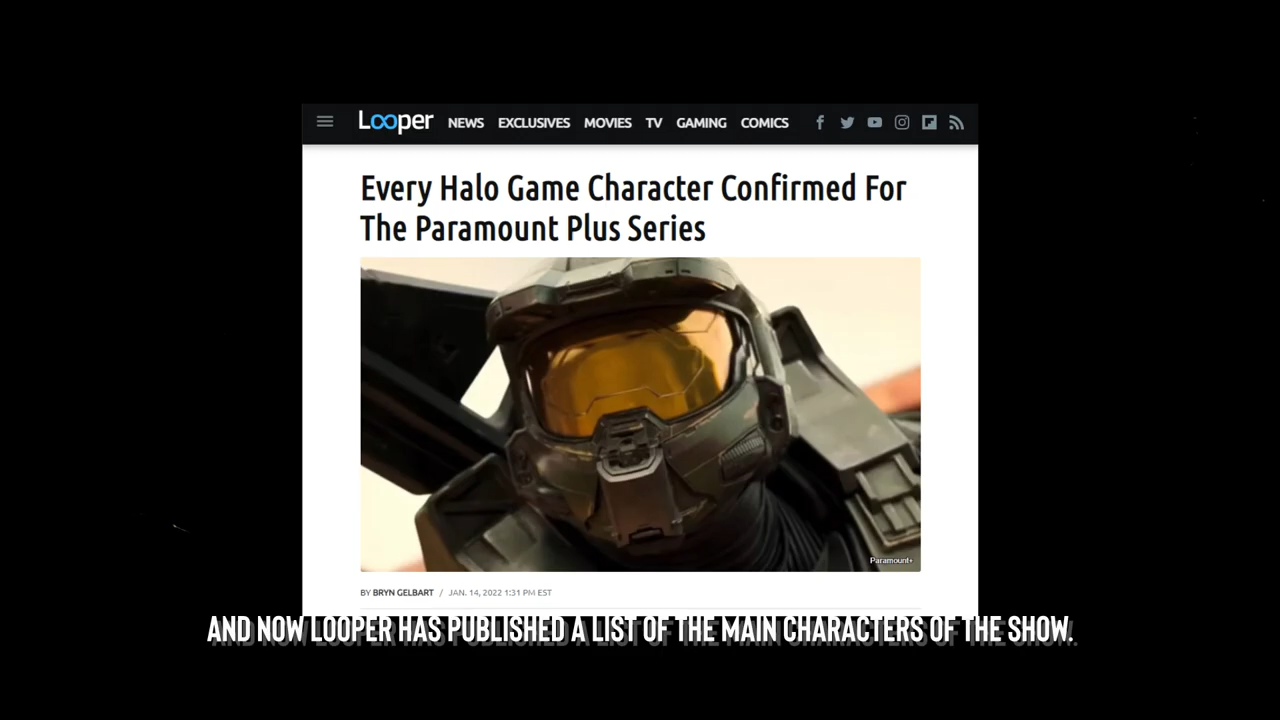 Looper NEWS EXCLUSIVES MOVIES TV GAMING COMICS
Every Halo Game Character Confirmed For
The Paramount Plus Series
Paramount+
BY BRYN GELBART / JAN. 14, 2022 1:31 PM EST
AND NOW LOOPER HAS PUBLISHED A LIST OF THE MAIN CHARACTERS OF THE SHOW.